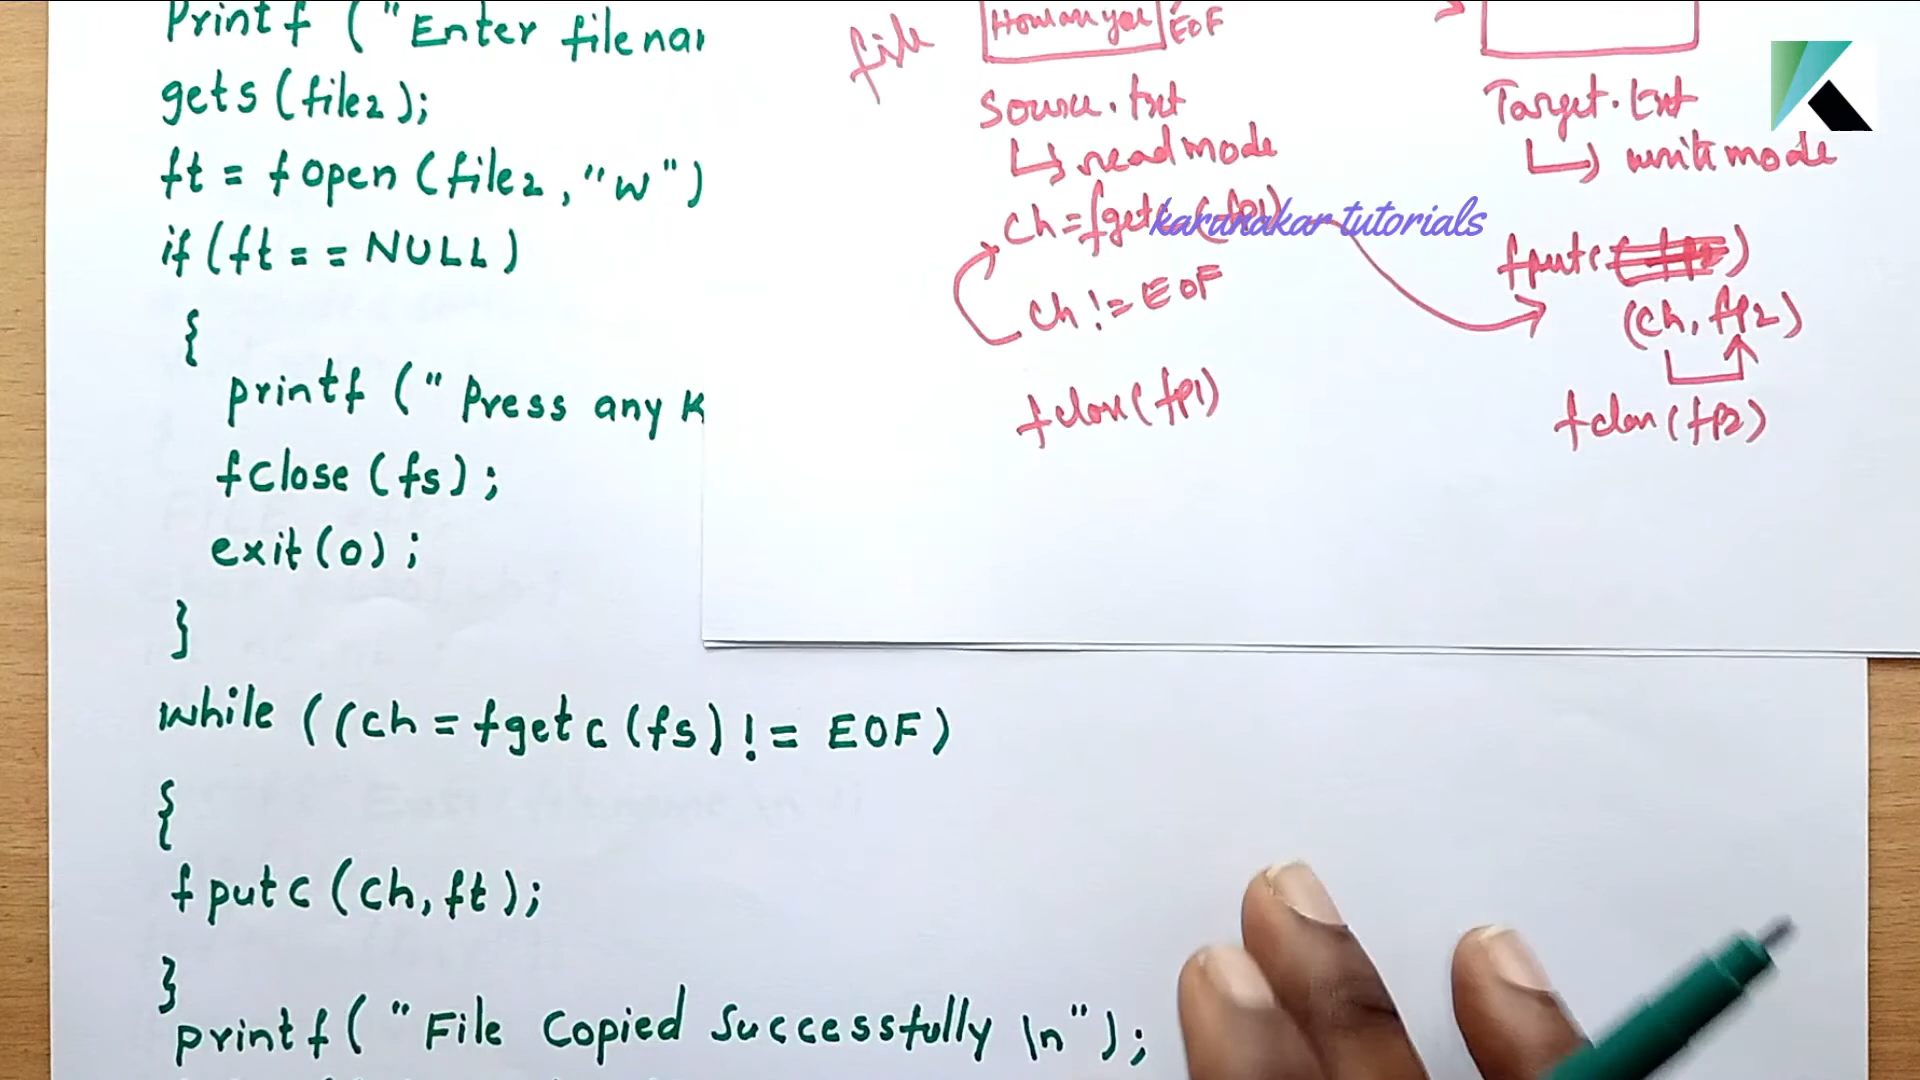 Printf ("Enter filenar
gets (file2);
ft = fopen (file2, "w")
if (ft == NULL)
{
printf (" Press any K
fclose (fs);
exit (0);
}
while ((ch = fgetc (fs) != EOF)
{
fputc (ch, ft);
}
printf (" File Copied Successfully \n");
file
How are you
EOF
Source.txt
read mode
ch = fgetc (fp1)
ch != EOF
fclose (fp1)
Target.txt
write mode
fputc ( )
(ch, fp2)
fclose (fp2)
karunakar tutorials
K